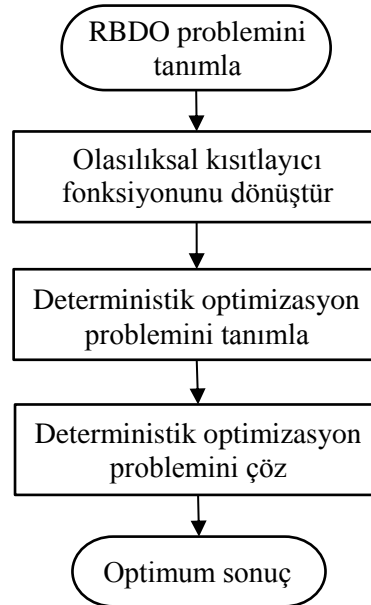 RBDO problemini
tanımla
Olasılıksal kısıtlayıcı
fonksiyonunu dönüştür
Deterministik optimizasyon
problemini tanımla
Deterministik optimizasyon
problemini çöz
Optimum sonuç